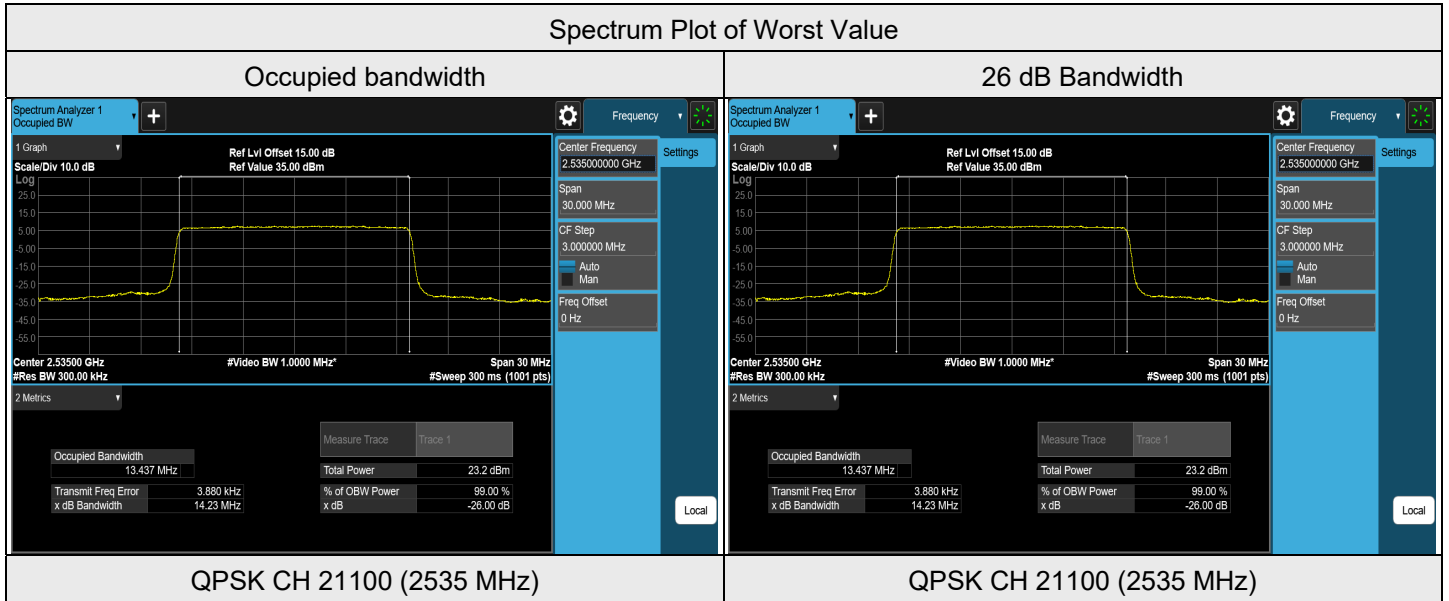 Spectrum Plot of Worst Value
Occupied bandwidth
26 dB Bandwidth
Spectrum Analyzer 1
Occupied BW
+
Frequency
1 Graph
Scale/Div 10.0 dB
Ref Lvl Offset 15.00 dB
Ref Value 35.00 dBm
Log
25.0
15.0
5.00
-5.00
-15.0
-25.0
-35.0
-45.0
-55.0
Center 2.53500 GHz
#Video BW 1.0000 MHz*
Span 30 MHz
#Res BW 300.00 kHz
#Sweep 300 ms (1001 pts)
Center Frequency
2.535000000 GHz
Settings
Span
30.000 MHz
CF Step
3.000000 MHz
Auto
Man
Freq Offset
0 Hz
2 Metrics
Measure Trace Trace 1
Occupied Bandwidth
13.437 MHz
Total Power 23.2 dBm
Transmit Freq Error 3.880 kHz
% of OBW Power 99.00 %
x dB Bandwidth 14.23 MHz
x dB -26.00 dB
Local
Spectrum Analyzer 1
Occupied BW
+
Frequency
1 Graph
Scale/Div 10.0 dB
Ref Lvl Offset 15.00 dB
Ref Value 35.00 dBm
Log
25.0
15.0
5.00
-5.00
-15.0
-25.0
-35.0
-45.0
-55.0
Center 2.53500 GHz
#Video BW 1.0000 MHz*
Span 30 MHz
#Res BW 300.00 kHz
#Sweep 300 ms (1001 pts)
Center Frequency
2.535000000 GHz
Settings
Span
30.000 MHz
CF Step
3.000000 MHz
Auto
Man
Freq Offset
0 Hz
2 Metrics
Measure Trace Trace 1
Occupied Bandwidth
13.437 MHz
Total Power 23.2 dBm
Transmit Freq Error 3.880 kHz
% of OBW Power 99.00 %
x dB Bandwidth 14.23 MHz
x dB -26.00 dB
Local
QPSK CH 21100 (2535 MHz)
QPSK CH 21100 (2535 MHz)